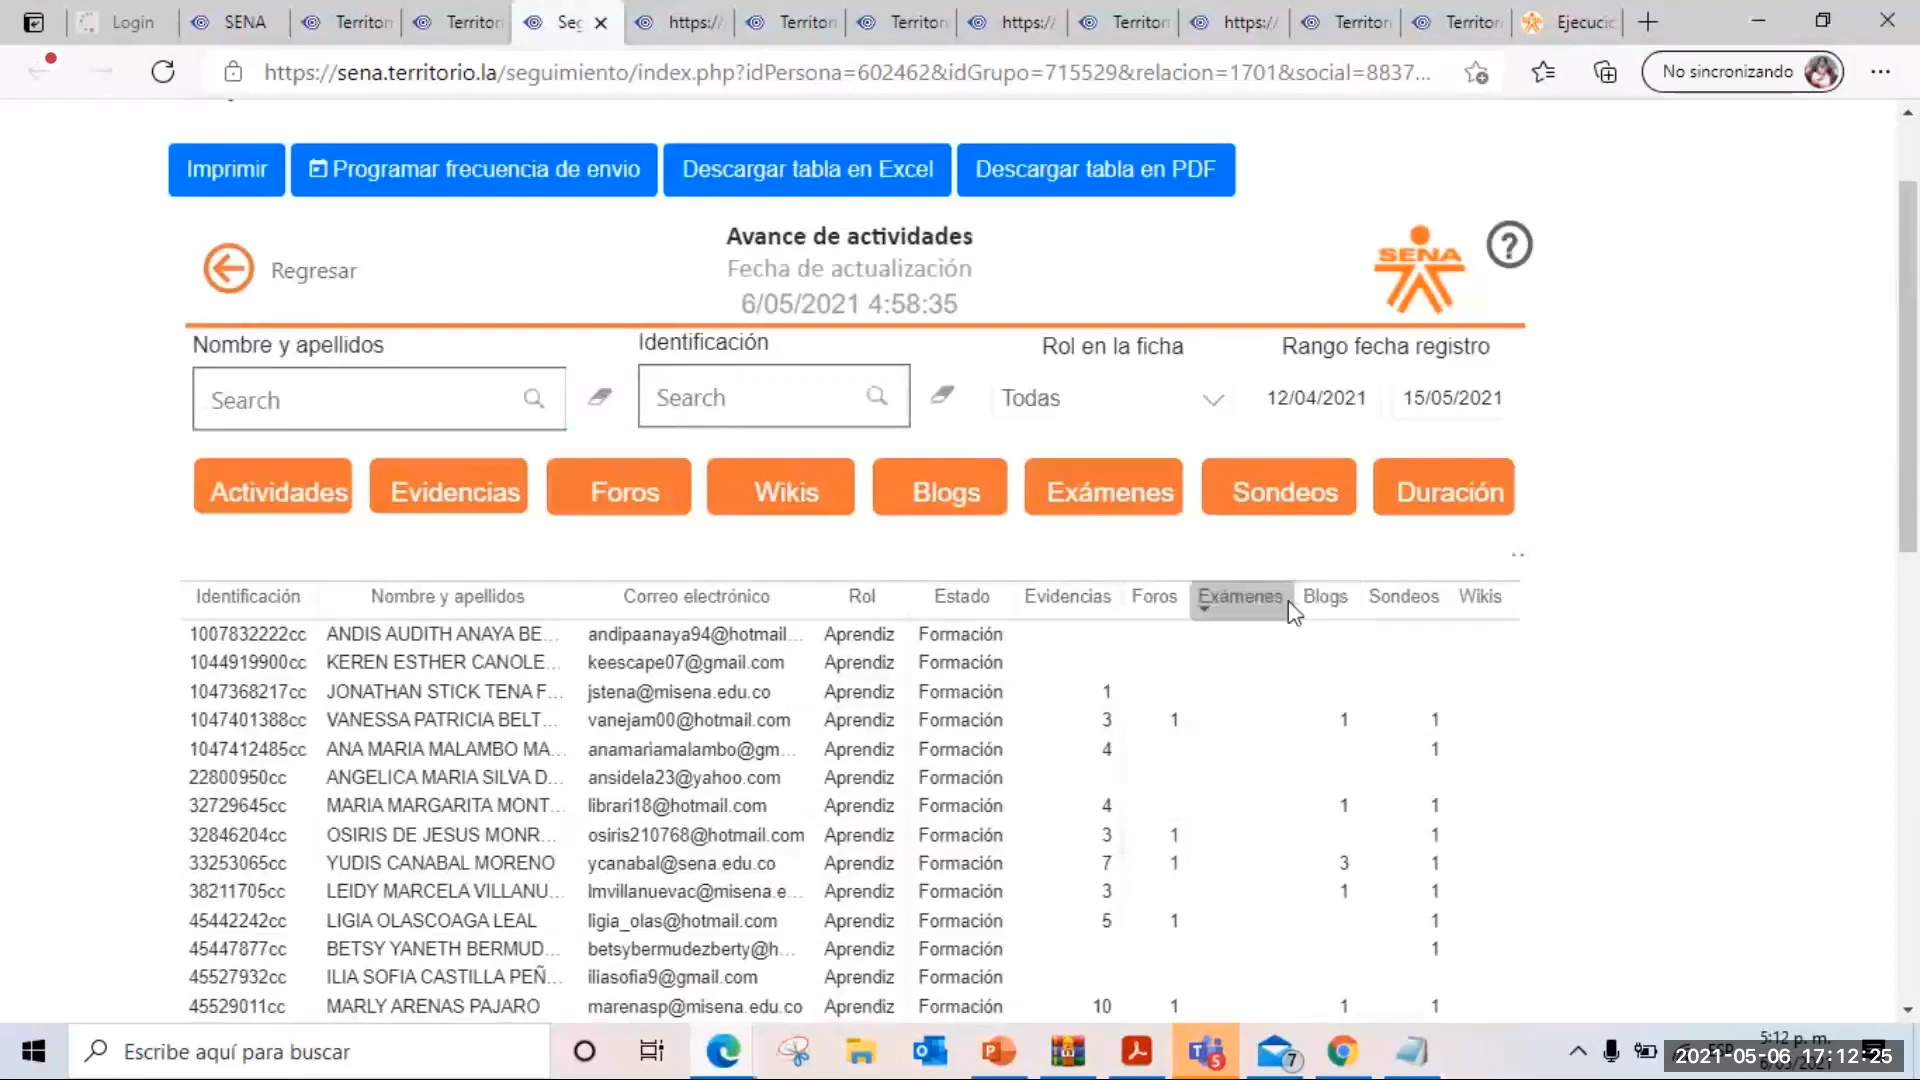 Login SENA Territori Territori Seg https:// Territori Territori https:// Territori https:// Territori Territori Ejecució
https://sena.territorio.la/seguimiento/index.php?idPersona=602462&idGrupo=715529&relacion=1701&social=8837... No sincronizando
Imprimir Programar frecuencia de envio Descargar tabla en Excel Descargar tabla en PDF
Avance de actividades
Fecha de actualización
6/05/2021 4:58:35
Regresar
SENA
?
Nombre y apellidos Identificación Rol en la ficha Rango fecha registro
Search Search Todas 12/04/2021 15/05/2021
Actividades Evidencias Foros Wikis Blogs Exámenes Sondeos Duración
Identificación Nombre y apellidos Correo electrónico Rol Estado Evidencias Foros Exámenes Blogs Sondeos Wikis
1007832222cc ANDIS AUDITH ANAYA BE... andipaanaya94@hotmail... Aprendiz Formación
1044919900cc KEREN ESTHER CANOLE... keescape07@gmail.com Aprendiz Formación
1047368217cc JONATHAN STICK TENA F... jstena@misena.edu.co Aprendiz Formación 1
1047401388cc VANESSA PATRICIA BELT... vanejam00@hotmail.com Aprendiz Formación 3 1 1 1
1047412485cc ANA MARIA MALAMBO MA... anamariamalambo@gm... Aprendiz Formación 4 1
22800950cc ANGELICA MARIA SILVA D... ansidela23@yahoo.com Aprendiz Formación
32729645cc MARIA MARGARITA MONT... librari18@hotmail.com Aprendiz Formación 4 1 1
32846204cc OSIRIS DE JESUS MONR... osiris210768@hotmail.com Aprendiz Formación 3 1 1
33253065cc YUDIS CANABAL MORENO ycanabal@sena.edu.co Aprendiz Formación 7 1 3 1
38211705cc LEIDY MARCELA VILLANU... lmvillanuevac@misena.e... Aprendiz Formación 3 1 1
45442242cc LIGIA OLASCOAGA LEAL ligia_olas@hotmail.com Aprendiz Formación 5 1 1
45447877cc BETSY YANETH BERMUD... betsybermudezberty@h... Aprendiz Formación 1
45527932cc ILIA SOFIA CASTILLA PEÑ... iliasofia9@gmail.com Aprendiz Formación
45529011cc MARLY ARENAS PAJARO marenasp@misena.edu.co Aprendiz Formación 10 1 1 1
Escribe aquí para buscar 5 7 5:12 p. m.
2021-05-06 17:12:25